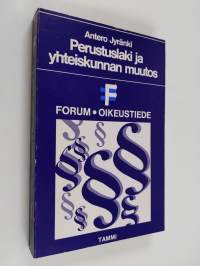 Antero Jyränki
Perustuslaki ja
yhteiskunnan muutos
FORUM • OIKEUSTIEDE
TAMMI